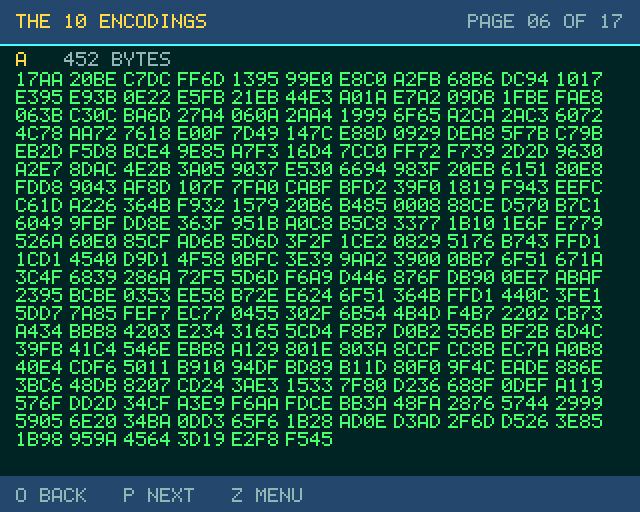 THE 10 ENCODINGS PAGE 06 OF 17
A 452 BYTES
17AA 20BE C7DC FF6D 1395 99E0 E8C0 A2FB 68B6 DC94 1017
E395 E93B 0E22 E5FB 21EB 44E3 A01A E7A2 09DB 1FBE FAE8
063B C30C BA6D 27A4 060A 2AA4 1999 6F65 A2CA 2AC3 6072
4C78 AA72 7618 E00F 7D49 147C E88D 0929 DEA8 5F7B C79B
EB2D F5D8 BCE4 9E85 A7F3 16D4 7CC0 FF72 F739 2D2D 9630
A2E7 8DAC 4E2B 3A05 9037 E530 6694 983F 20EB 6151 80E8
FDD8 9043 AF8D 107F 7FA0 CABF BFD2 39F0 1819 F943 EEFC
C61D A226 364B F932 1579 20B6 B485 0008 88CE D570 B7C1
6049 9FBF DD8E 363F 951B A0C8 B5C8 3377 1B10 1E6F E779
526A 60E0 85CF AD6B 5D6D 3F2F 1CE2 0829 5176 B743 FFD1
1CD1 4540 D9D1 4F58 0BFC 3E39 9AA2 3900 0BB7 6F51 671A
3C4F 6839 286A 72F5 5D6D F6A9 D446 876F DB90 0EE7 ABAF
2395 BCBE 0353 EE58 B72E E624 6F51 364B FFD1 440C 3FE1
5DD7 7A85 FEF7 EC77 0455 302F 6B54 4B4D F4B7 2202 CB73
A434 BBB8 4203 E234 3165 5CD4 F8B7 D0B2 556B BF2B 6D4C
39FB 41C4 546E EBB8 A129 801E 803A 8CCF CC8B EC7A A0B8
40E4 CDF6 5011 B910 94DF BD89 B11D 80F0 9F4C EADE 886E
3BC6 48DB 8207 CD24 3AE3 1533 7F80 D236 688F 0DEF A119
576F DD2D 34CF A3E9 F6AA FDCE BB3A 48FA 2876 5744 2999
5905 6E20 34BA 0DD3 65F6 1B28 AD0E D3AD 2F6D D526 3E85
1B98 959A 4564 3D19 E2F8 F545
O BACK P NEXT Z MENU